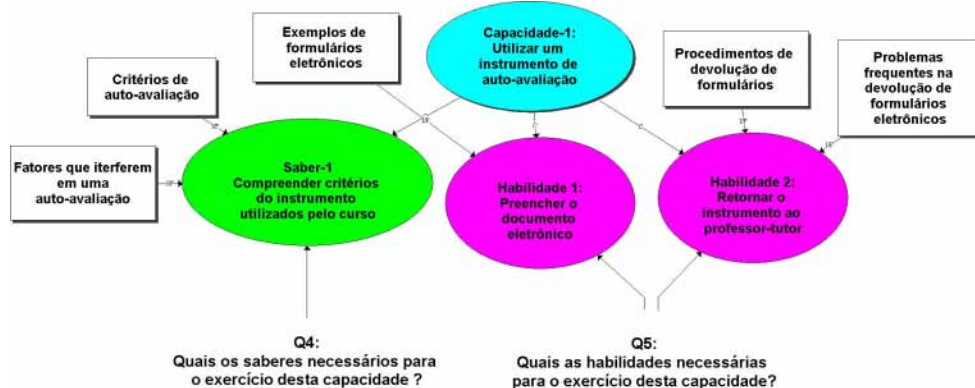 Exemplos de
formulários
eletrônicos
Capacidade-1:
Utilizar um
instrumento de
auto-avaliação
Procedimentos de
devolução de
formulários
Problemas
frequentes na
devolução de
formulários
eletrônicos
Critérios de
auto-avaliação
Fatores que iterferem
em uma
auto-avaliação
Saber-1
Compreender critérios
do instrumento
utilizados pelo curso
Habilidade 1:
Preencher o
documento
eletrônico
Habilidade 2:
Retornar o
instrumento ao
professor-tutor
C
C
Q4:
Quais os saberes necessários para
o exercício desta capacidade ?
Q5:
Quais as habilidades necessárias
para o exercício desta capacidade?